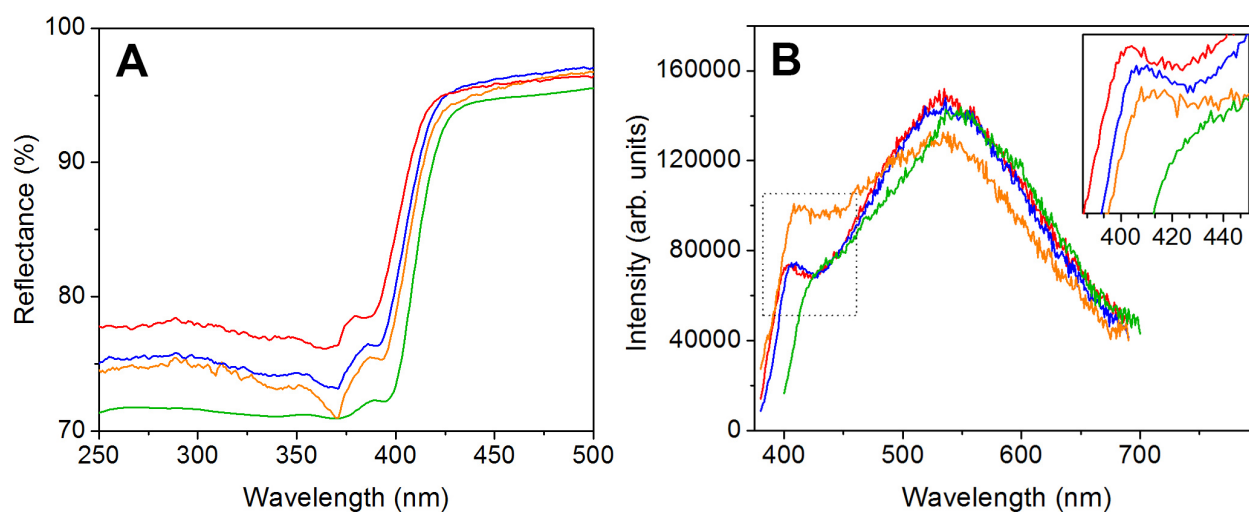 A
100
90
80
70
Reflectance (%)
250 300 350 400 450 500
Wavelength (nm)
B
160000
120000
80000
40000
0
Intensity (arb. units)
400 500 600 700
Wavelength (nm)
400 420 440